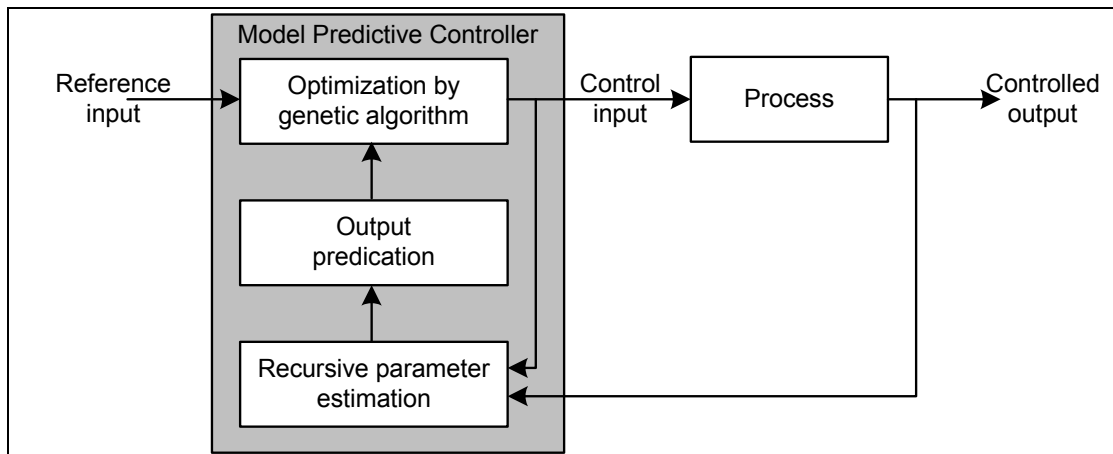 Model Predictive Controller
Reference
input
Optimization by
genetic algorithm
Control
input
Process
Controlled
output
Output
predication
Recursive parameter
estimation